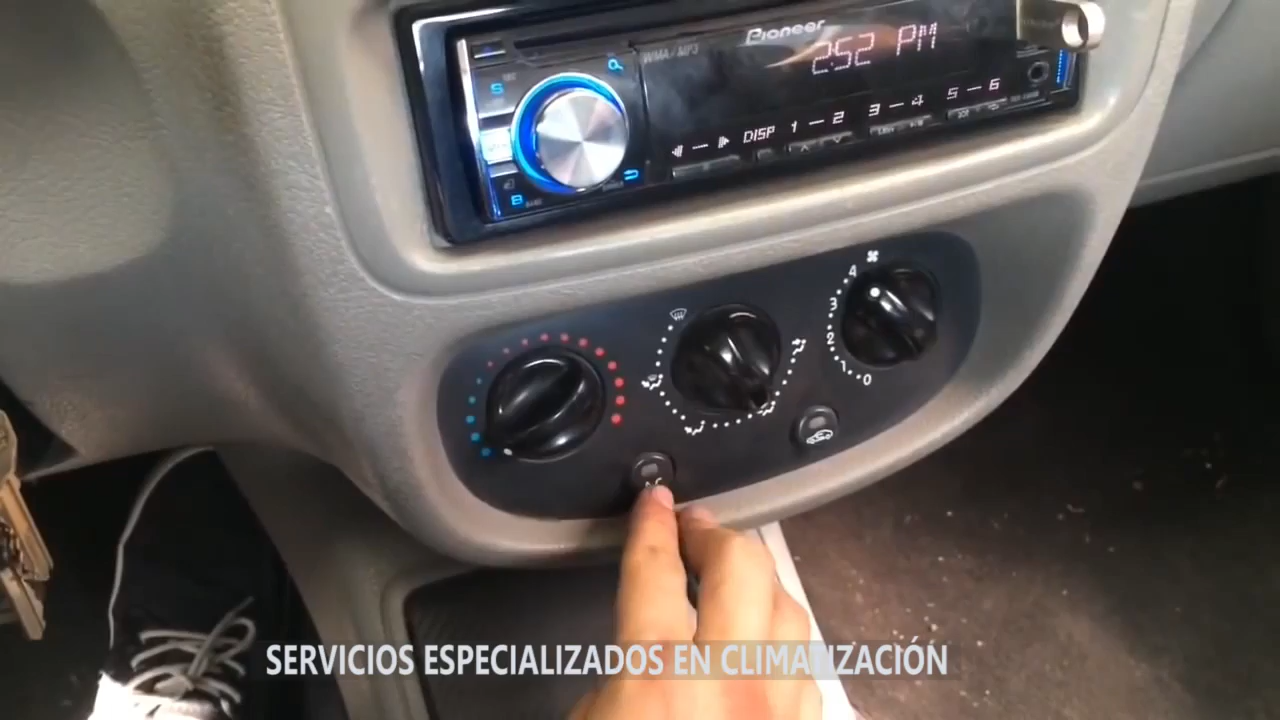 Pioneer
WMA / MP3
2:52 PM
DISP 1 — 2 3 — 4 5 — 6
S
B BAND
4
3
2
1
0
SERVICIOS ESPECIALIZADOS EN CLIMATIZACIÓN